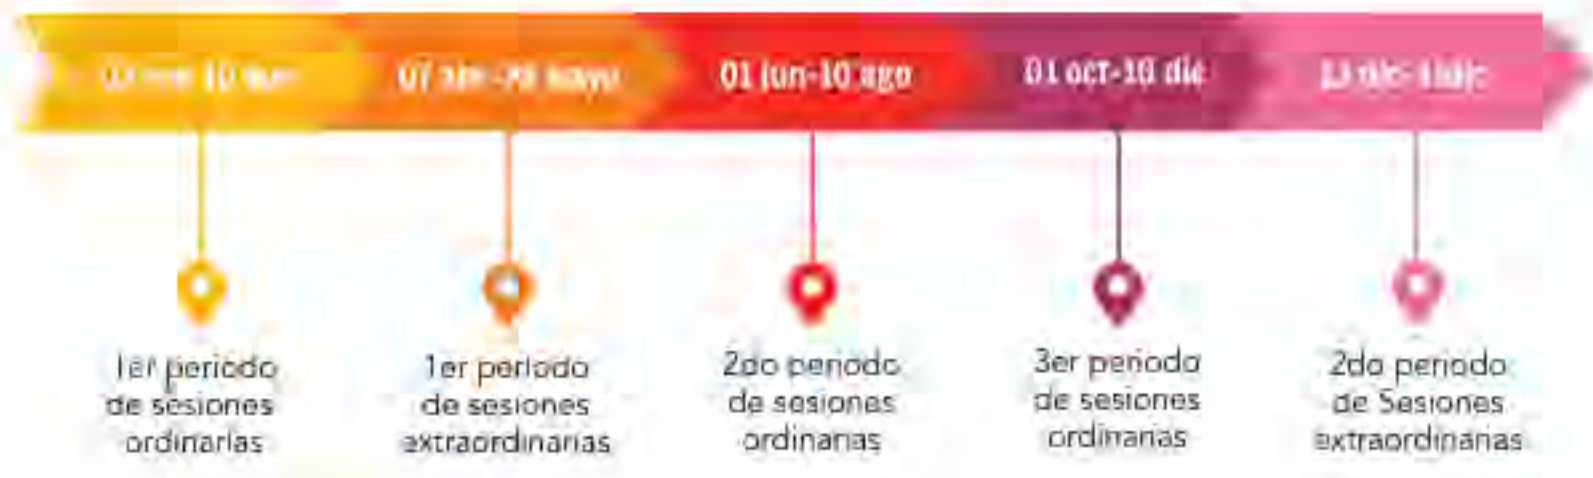 01 jun-10 ago
01 oct-10 dic
1er periodo
de sesiones
ordinarias
1er periodo
de sesiones
extraordinarias
2do periodo
de sesiones
ordinarias
3er periodo
de sesiones
ordinarias
2do periodo
de Sesiones
extraordinarias